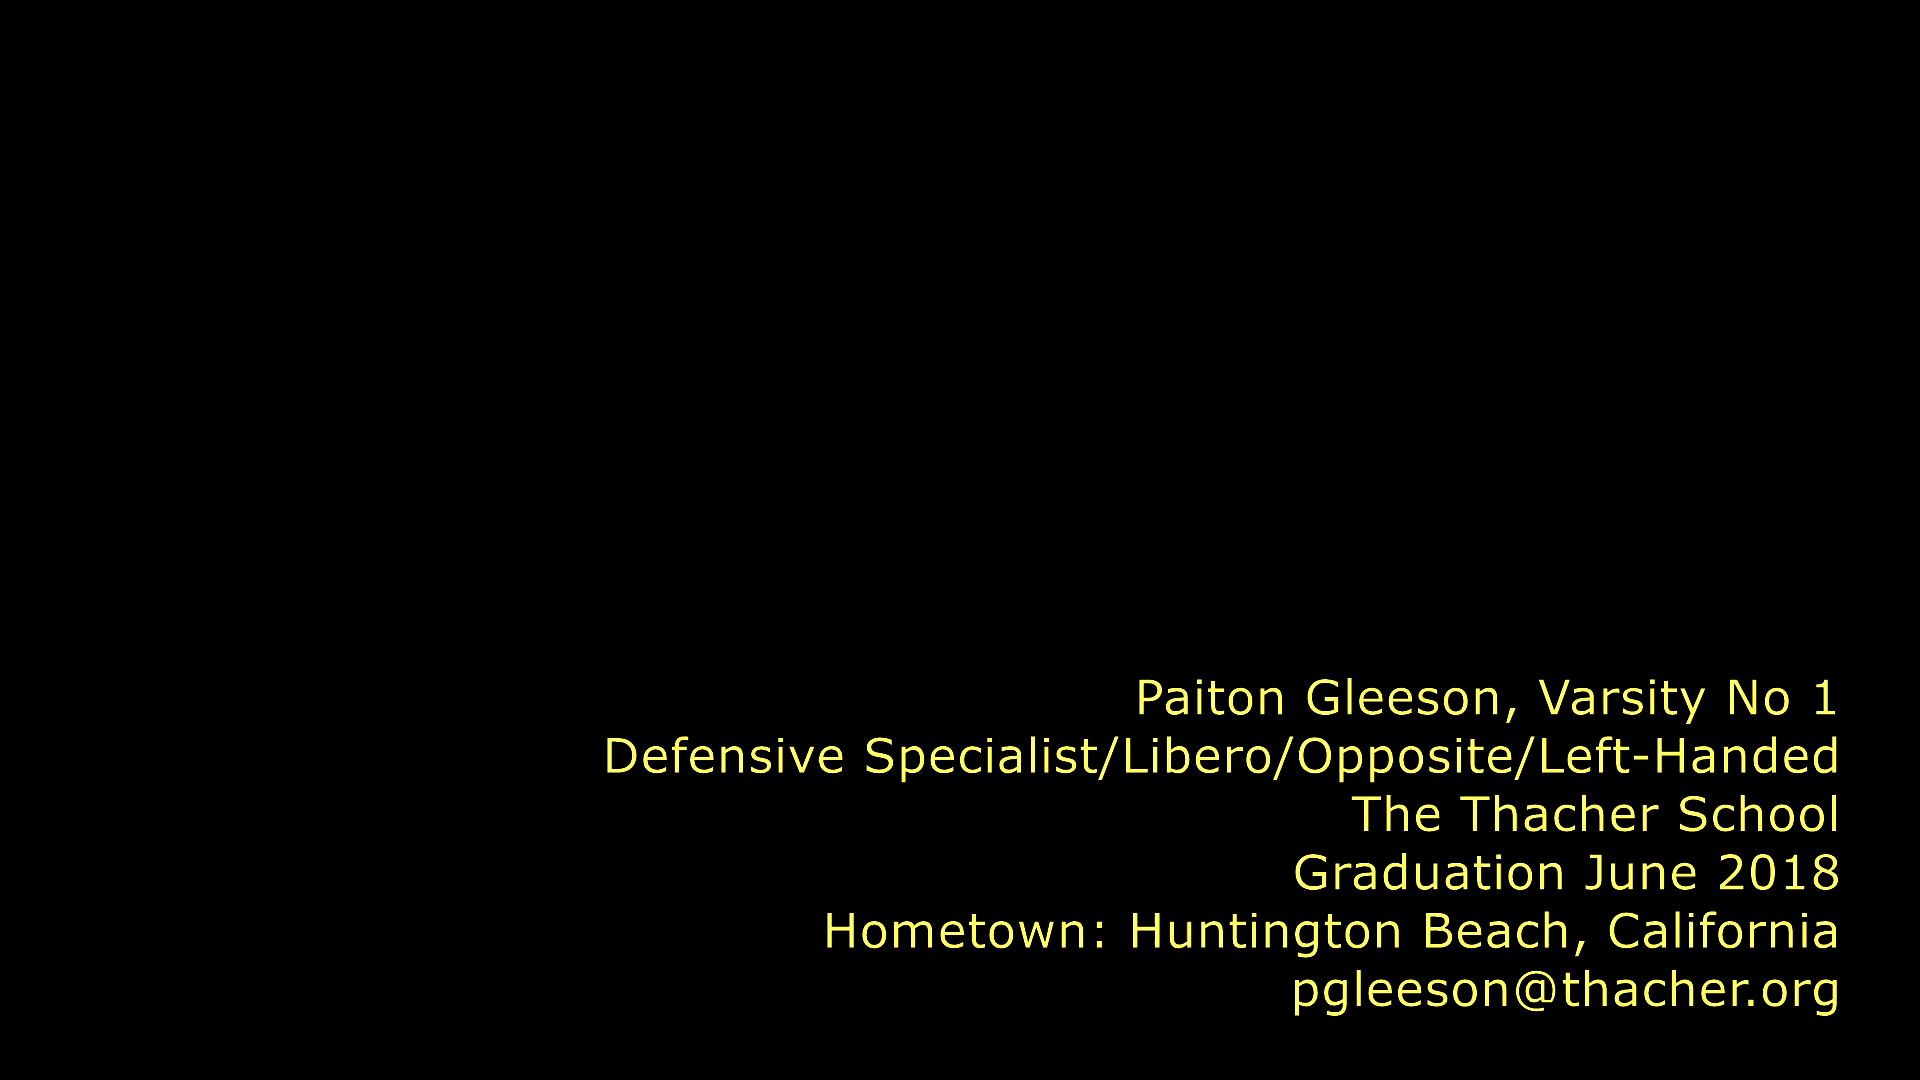 Paiton Gleeson, Varsity No 1
Defensive Specialist/Libero/Opposite/Left-Handed
The Thacher School
Graduation June 2018
Hometown: Huntington Beach, California
pgleeson@thacher.org